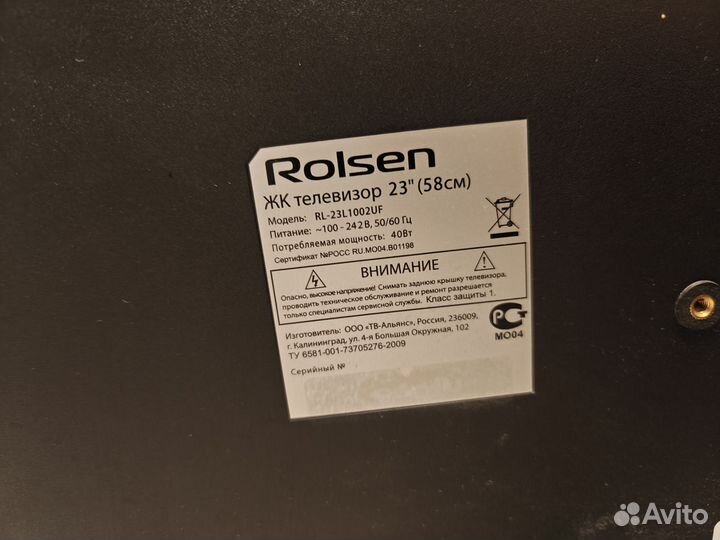 Rolsen
ЖК телевизор 23" (58см)
Модель: RL-23L1002UF
Питание: ~100 - 242 В, 50/60 Гц
Потребляемая мощность: 40Вт
Сертификат №РОСС RU.МО04.В01198
ВНИМАНИЕ
Опасно, высокое напряжение! Снимать заднюю крышку телевизора,
проводить техническое обслуживание и ремонт разрешается
только специалистам сервисной службы. Класс защиты 1.
Изготовитель: ООО «ТВ-Альянс», Россия, 236009,
г. Калининград, ул. 4-я Большая Окружная, 102
ТУ 6581-001-73705276-2009
РСТ
МО04
Серийный №
Avito